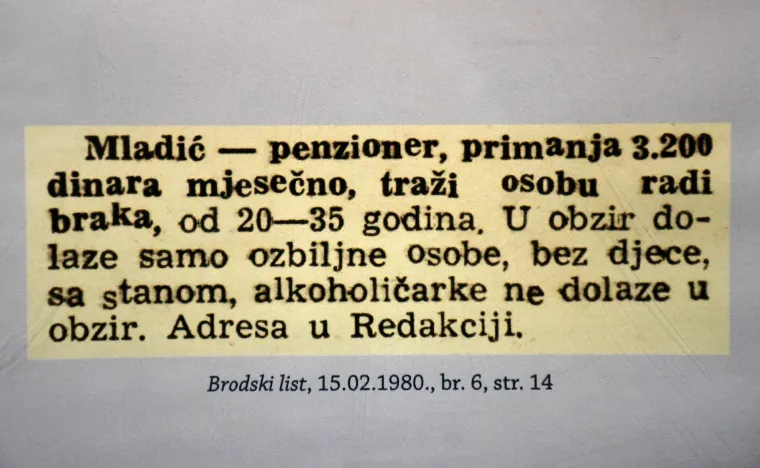 Mladić — penzioner, primanja 3.200
dinara mjesečno, traži osobu radi
braka, od 20—35 godina. U obzir do-
laze samo ozbiljne osobe, bez djece,
sa stanom, alkoholičarke ne dolaze u
obzir. Adresa u Redakciji.
Brodski list, 15.02.1980., br. 6, str. 14